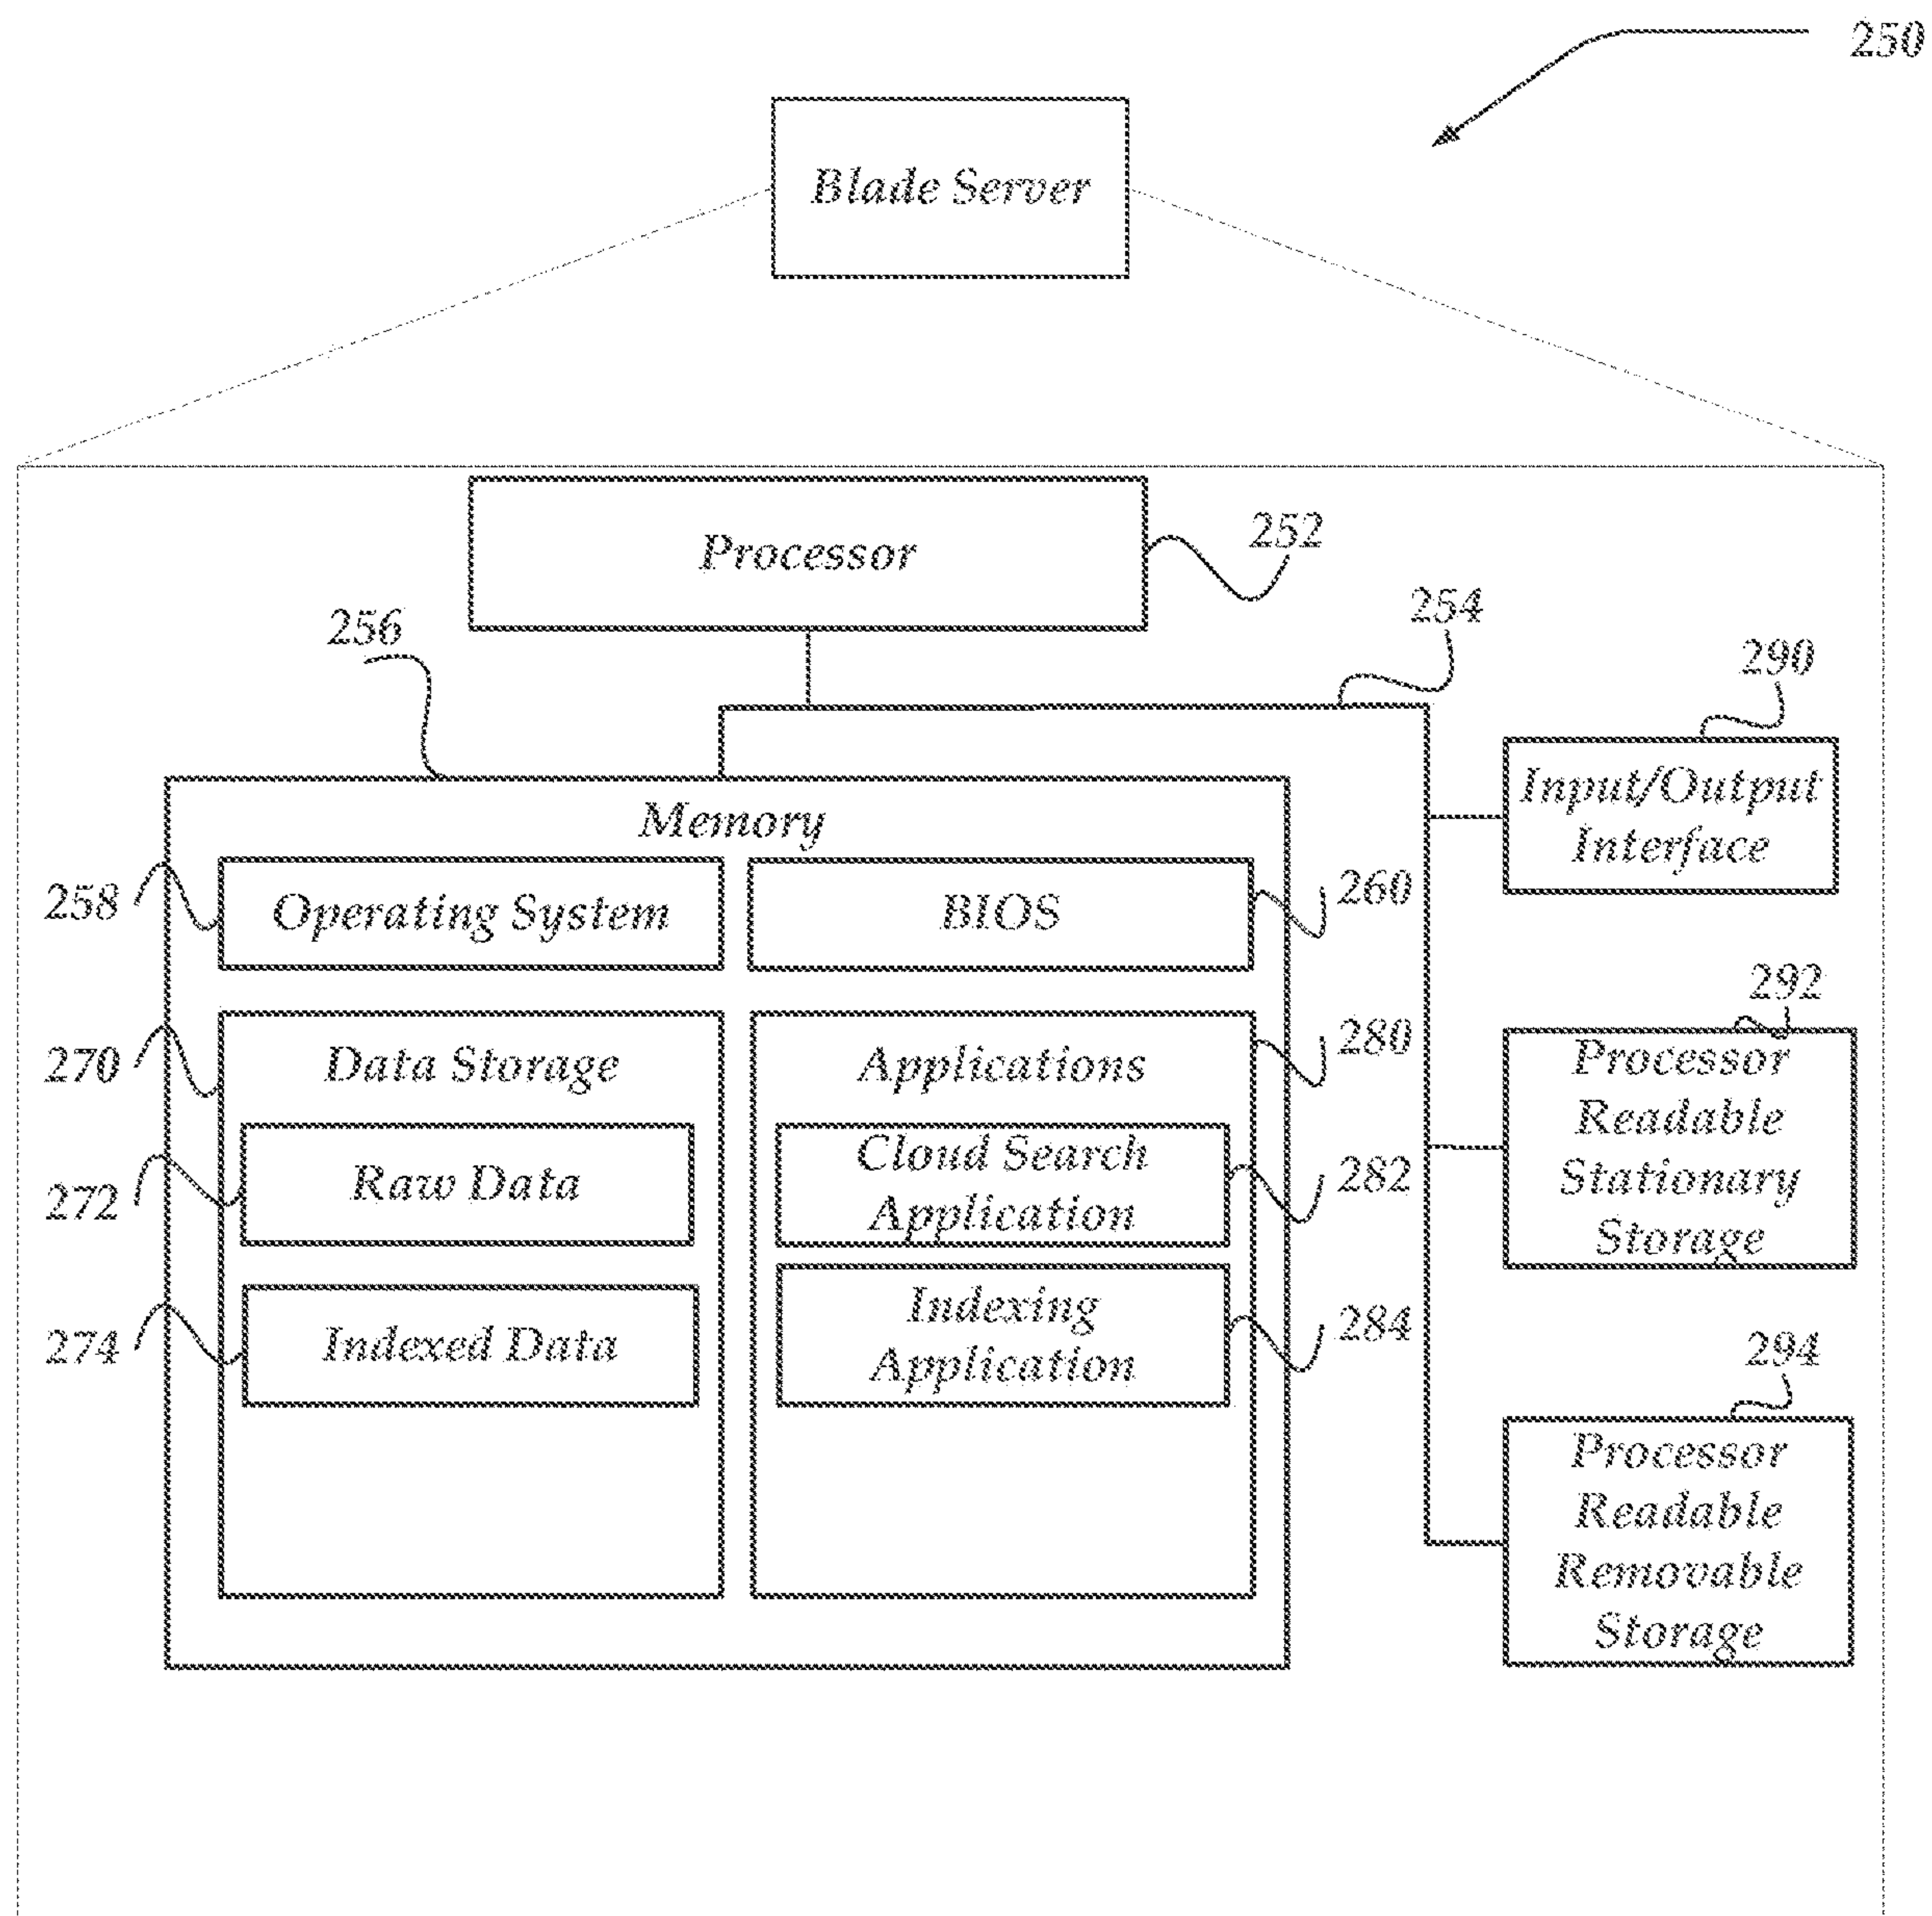 250
Blade Server
Processor
252
256
254
290
Input/Output
Interface
Memory
258
Operating System
BIOS
260
292
Processor
Readable
Stationary
Storage
270
Data Storage
Applications
280
272
Raw Data
Cloud Search
Application
282
274
Indexed Data
Indexing
Application
284
294
Processor
Readable
Removable
Storage